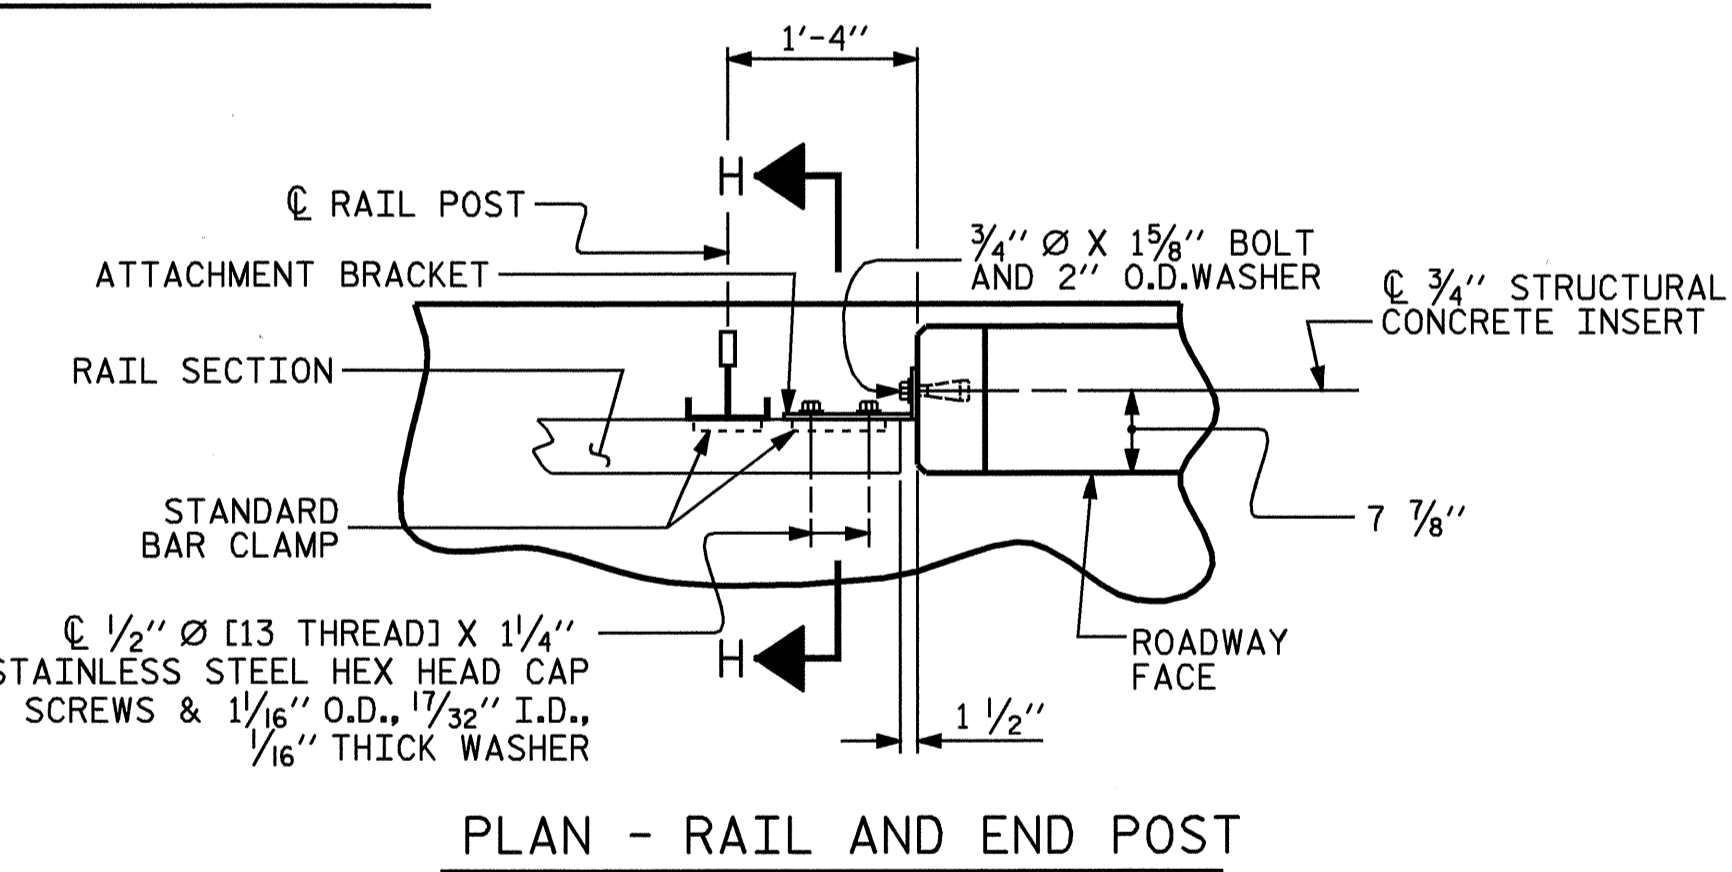 1'-4"
H
℄ RAIL POST
ATTACHMENT BRACKET
3/4" Ø X 1 5/8" BOLT
AND 2" O.D.WASHER
℄ 3/4" STRUCTURAL
CONCRETE INSERT
RAIL SECTION
STANDARD
BAR CLAMP
7 7/8"
℄ 1/2" Ø [13 THREAD] X 1 1/4"
STAINLESS STEEL HEX HEAD CAP
SCREWS & 1 1/16" O.D., 17/32" I.D.,
1/16" THICK WASHER
H
ROADWAY
FACE
1 1/2"
PLAN - RAIL AND END POST